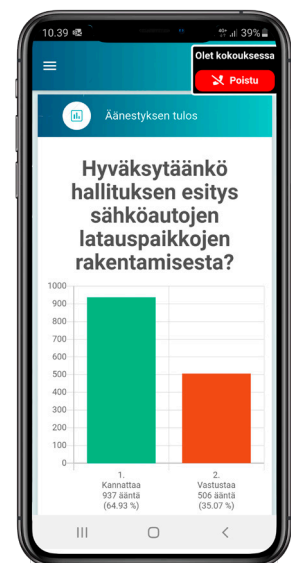 10.39
39%
Olet kokouksessa
Poistu
Äänestyksen tulos
Hyväksytäänkö
hallituksen esitys
sähköautojen
latauspaikkojen
rakentamisesta?
1000
900
800
700
600
500
400
300
200
100
0
1.
Kannattaa
937 ääntä
(64.93 %)
2.
Vastustaa
506 ääntä
(35.07 %)